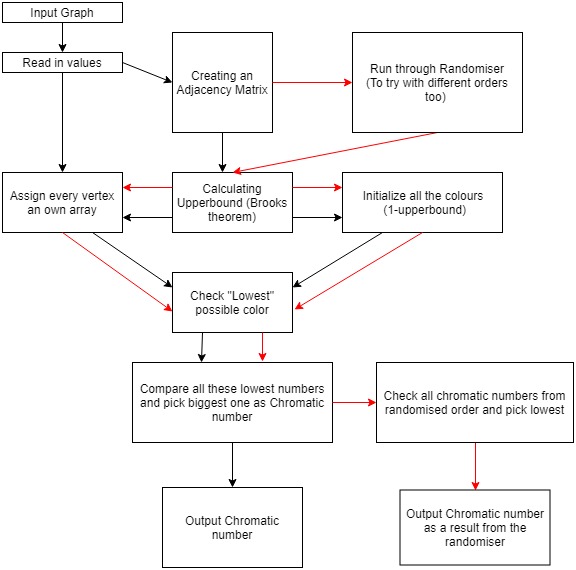 Input Graph
Read in values
Creating an
Adjacency Matrix
Run through Randomiser
(To try with different orders
too)
Assign every vertex
an own array
Calculating
Upperbound (Brooks
theorem)
Initialize all the colours
(1-upperbound)
Check "Lowest"
possible color
Compare all these lowest numbers
and pick biggest one as Chromatic
number
Check all chromatic numbers from
randomised order and pick lowest
Output Chromatic
number
Output Chromatic number
as a result from the
randomiser